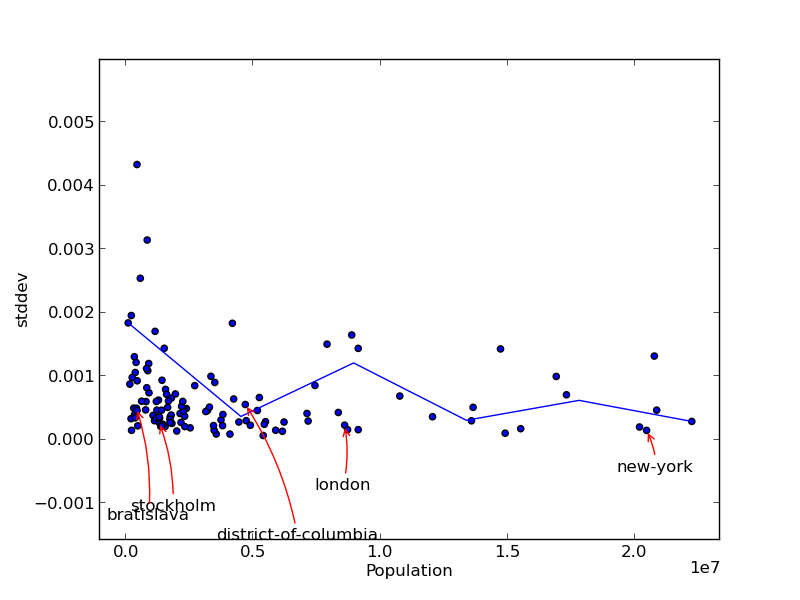 0.005
0.004
0.003
0.002
0.001
0.000
−0.001
stddev
london
new-york
stockholm
bratislava
district-of-columbia
0.0 0.5 1.0 1.5 2.0
1e7
Population